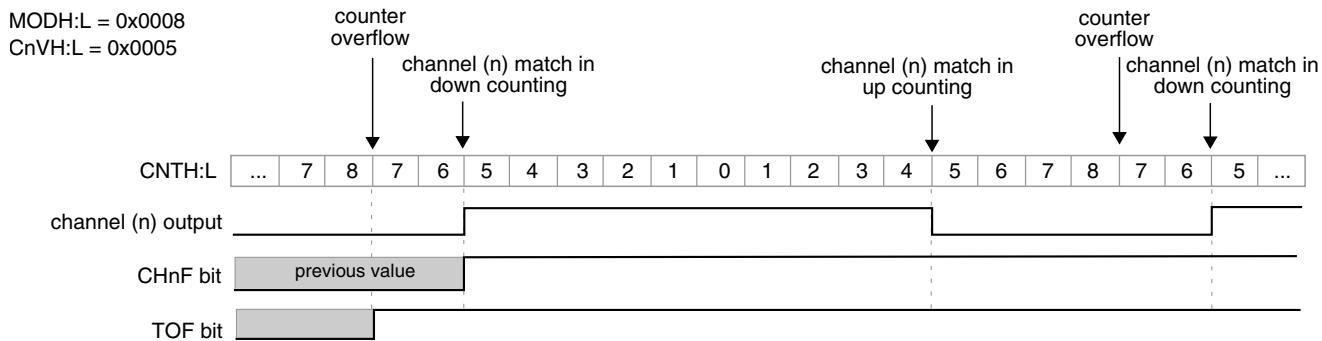 MODH:L = 0x0008
CnVH:L = 0x0005
counter
overflow
channel (n) match in
down counting
channel (n) match in
up counting
counter
overflow
channel (n) match in
down counting
CNTH:L ... 7 8 7 6 5 4 3 2 1 0 1 2 3 4 5 6 7 8 7 6 5 ...
channel (n) output
CHnF bit previous value
TOF bit